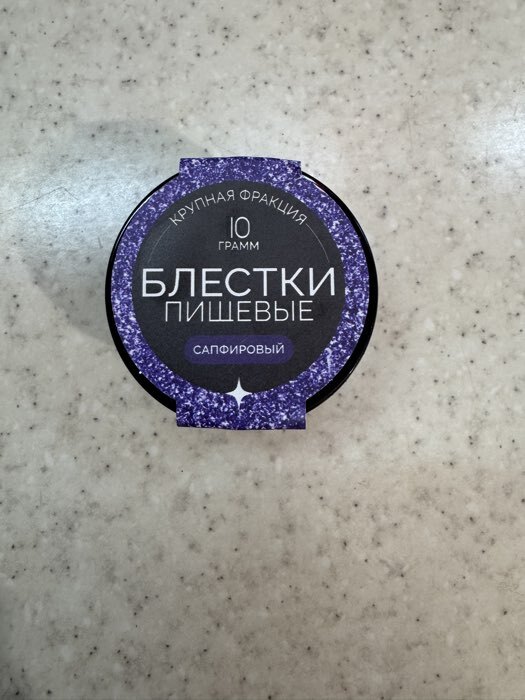 КРУПНАЯ ФРАКЦИЯ
10
ГРАММ
БЛЕСТКИ
ПИЩЕВЫЕ
САПФИРОВЫЙ